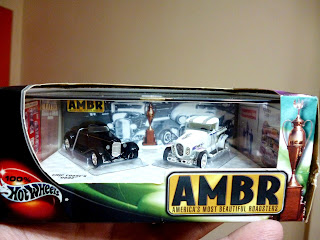 AMBR
100%
HOT WHEELS
AMBR
AMERICA'S MOST BEAUTIFUL ROADSTERS